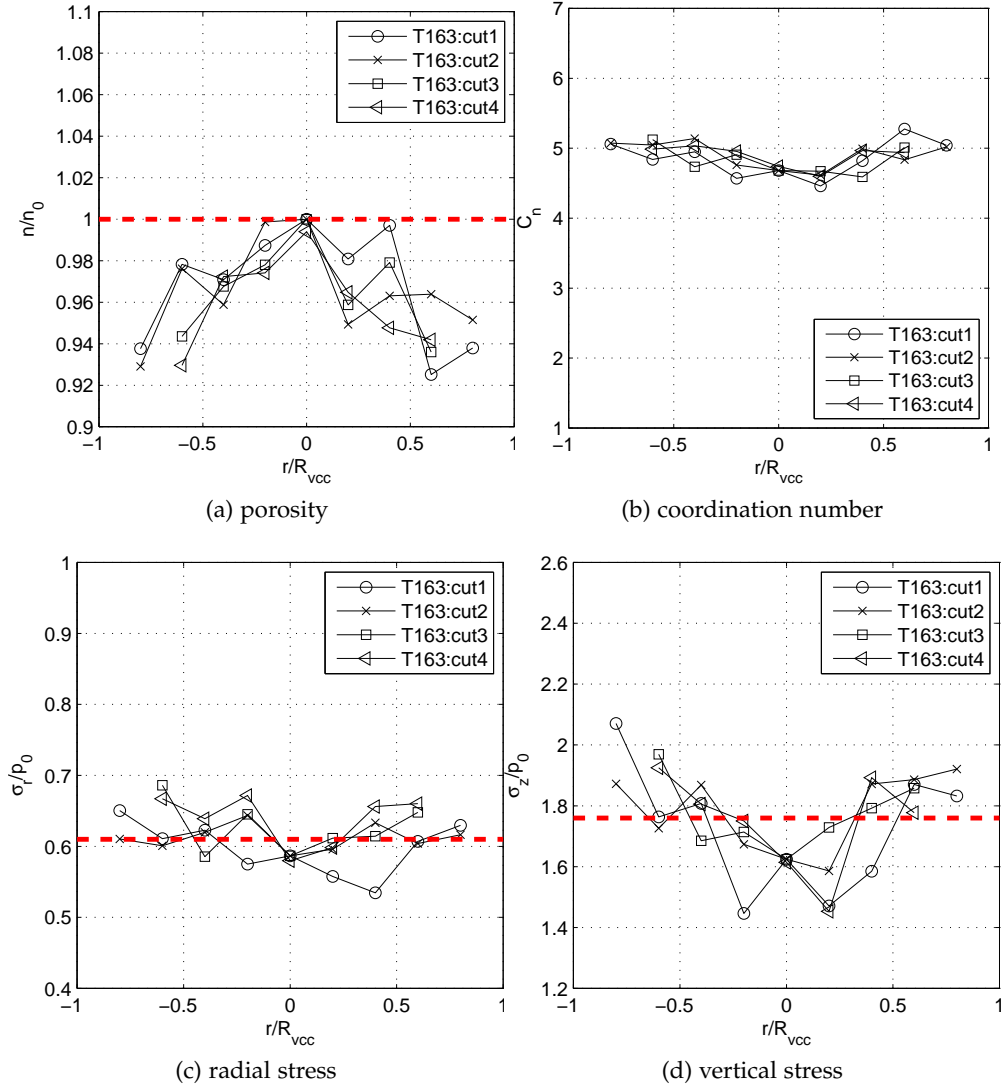 1.1
1.08
1.06
1.04
1.02
1
0.98
0.96
0.94
0.92
0.9
n/n0
−1
−0.5
0
0.5
1
r/Rvcc
T163:cut1
T163:cut2
T163:cut3
T163:cut4
(a) porosity
7
6
5
4
3
2
1
Cn
−1
−0.5
0
0.5
1
r/Rvcc
T163:cut1
T163:cut2
T163:cut3
T163:cut4
(b) coordination number
1
0.9
0.8
0.7
0.6
0.5
0.4
σr/p0
−1
−0.5
0
0.5
1
r/Rvcc
T163:cut1
T163:cut2
T163:cut3
T163:cut4
(c) radial stress
2.6
2.4
2.2
2
1.8
1.6
1.4
1.2
σz/p0
−1
−0.5
0
0.5
1
r/Rvcc
T163:cut1
T163:cut2
T163:cut3
T163:cut4
(d) vertical stress